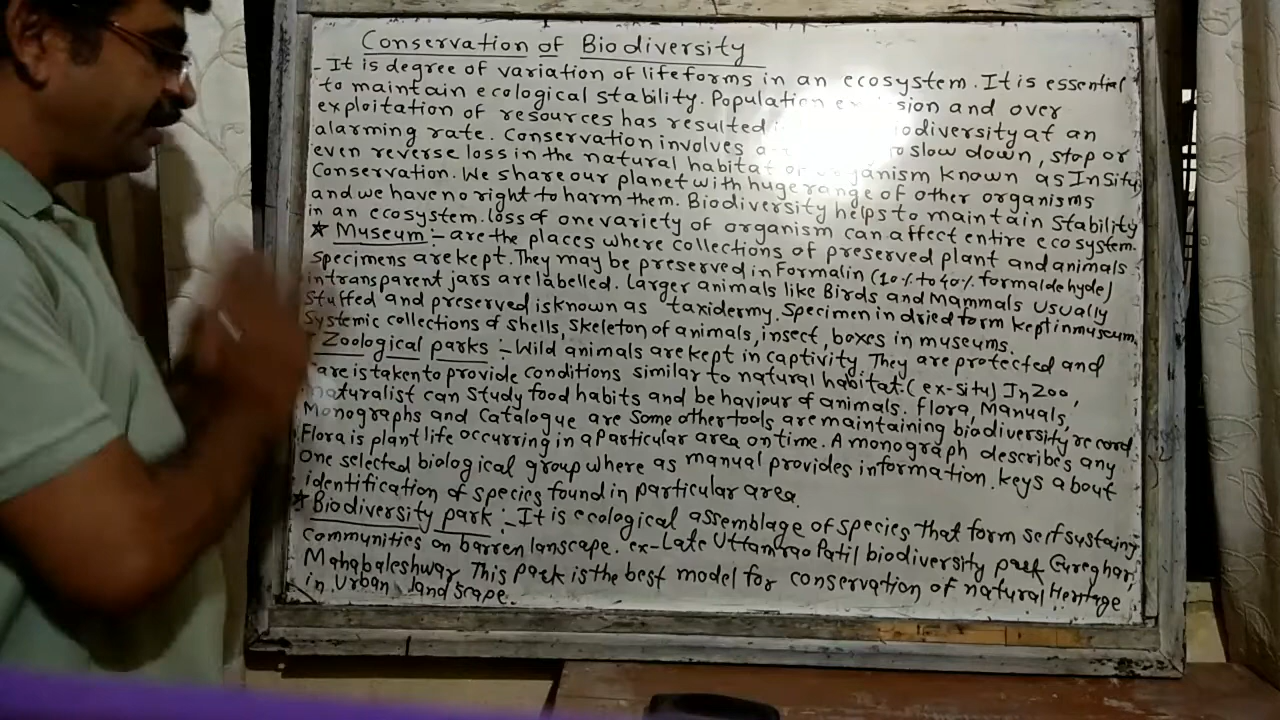 Conservation of Biodiversity
- It is degree of variation of lifeforms in an ecosystem. It is essential
to maintain ecological stability. Population sion and over
exploitation of resources has resulted iodiversity at an
alarming rate. Conservation involves to slow down, stop or
even reverse loss in the natural habitat of organism known as InSitu
Conservation. We share our planet with huge range of other organisms
and we have no right to harm them. Biodiversity helps to maintain stability
in an ecosystem. loss of one variety of organism can affect entire ecosystem.
* Museum :- are the places where collections of preserved plant and animals
specimens are kept. They may be preserved in Formalin (10% to 40% formaldehyde)
in transparent jars are labelled. Larger animals like Birds and Mammals Usually
Stuffed and preserved is known as taxidermy. Specimen in dried form kept in museum.
Systemic collections of shells, skeleton of animals, insect, boxes in museums.
Zoological parks :- Wild animals are kept in captivity. They are protected and
care is taken to provide conditions similar to natural habitat. (ex-situ) In Zoo,
naturalist can study food habits and behaviour of animals. Flora, Manuals,
Monographs and Catalogue are some other tools are maintaining biodiversity record.
Flora is plant life occurring in a particular area on time. A monograph describes any
One selected biological group where as manual provides information. keys about
identification of species found in particular area.
* Biodiversity park :- It is ecological assemblage of species that form self systaing
communities on barren lanscape. ex- Late Uttamrao Patil biodiversity park Gureghar,
Mahabaleshwar This park is the best model for conservation of natural Heritage
in Urban landscape.